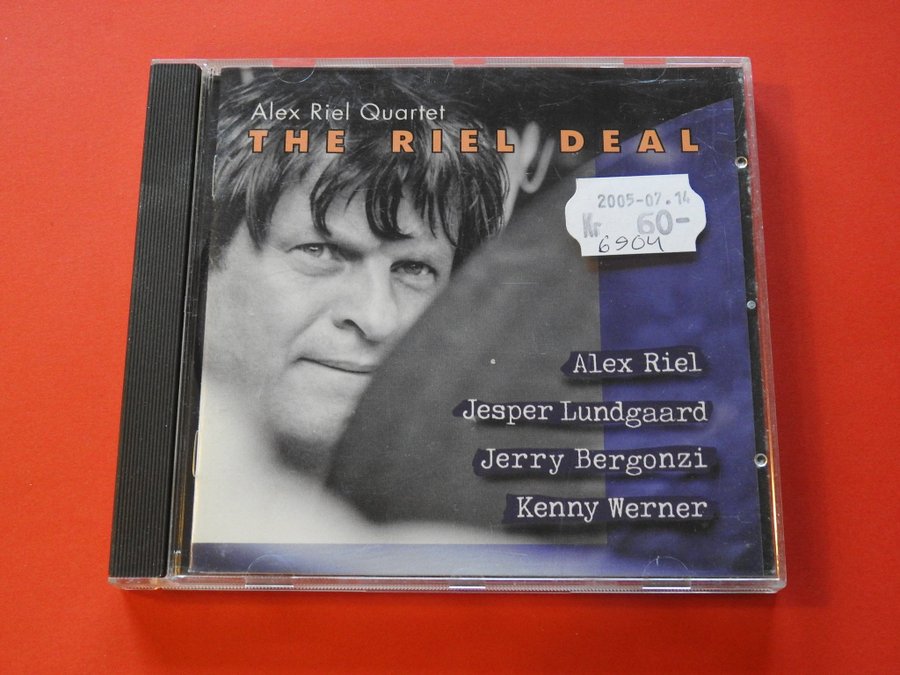 Alex Riel Quartet
THE RIEL DEAL
2005-07.14
Kr 60-
6904
Alex Riel
Jesper Lundgaard
Jerry Bergonzi
Kenny Werner